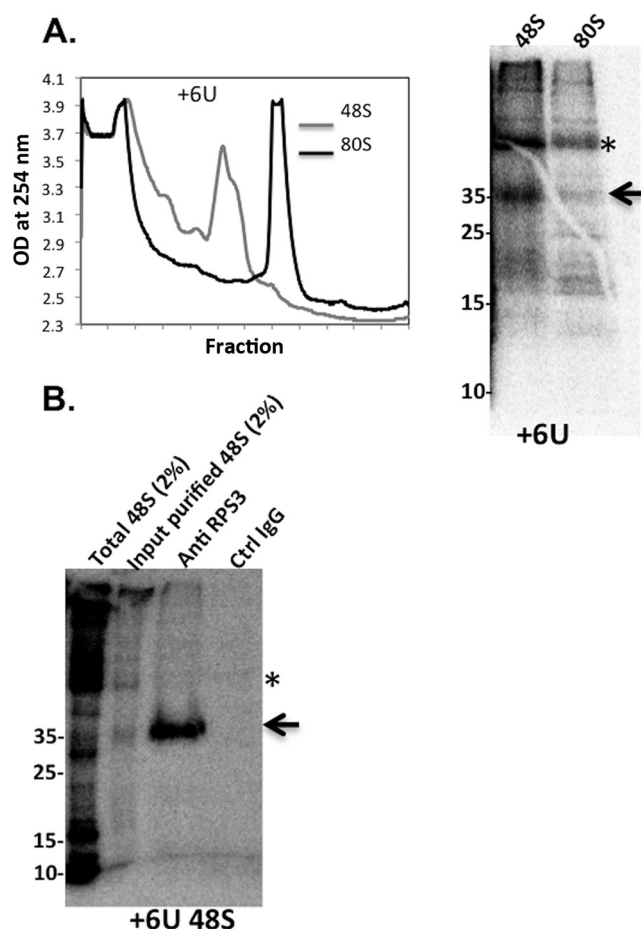 A.
+6U
48S
80S
4.1
3.9
3.7
3.5
3.3
3.1
2.9
2.7
2.5
2.3
OD at 254 nm
Fraction
48S 80S
*
35-
25-
15-
10-
+6U
B.
Total 48S (2%)
Input purified 48S (2%)
Anti RPS3
Ctrl IgG
*
35-
25-
15-
10-
+6U 48S